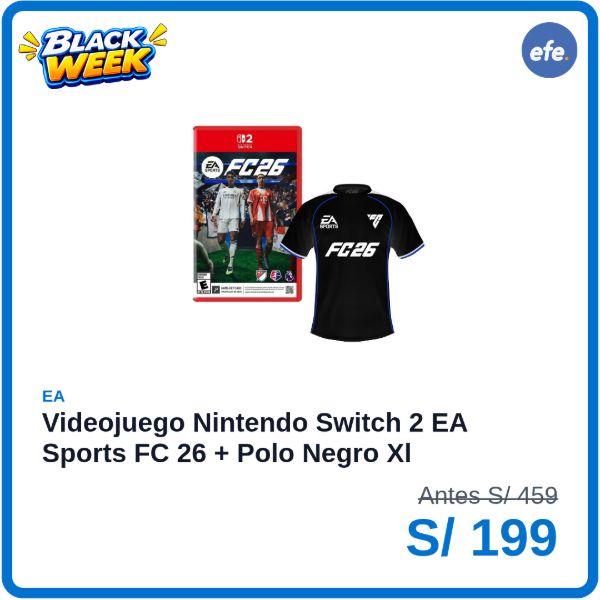 BLACK
WEEK
efe.
2
EA
SPORTS
FC26
E
EA
SPORTS
FC26
EA
Videojuego Nintendo Switch 2 EA
Sports FC 26 + Polo Negro Xl
Antes S/ 459
S/ 199